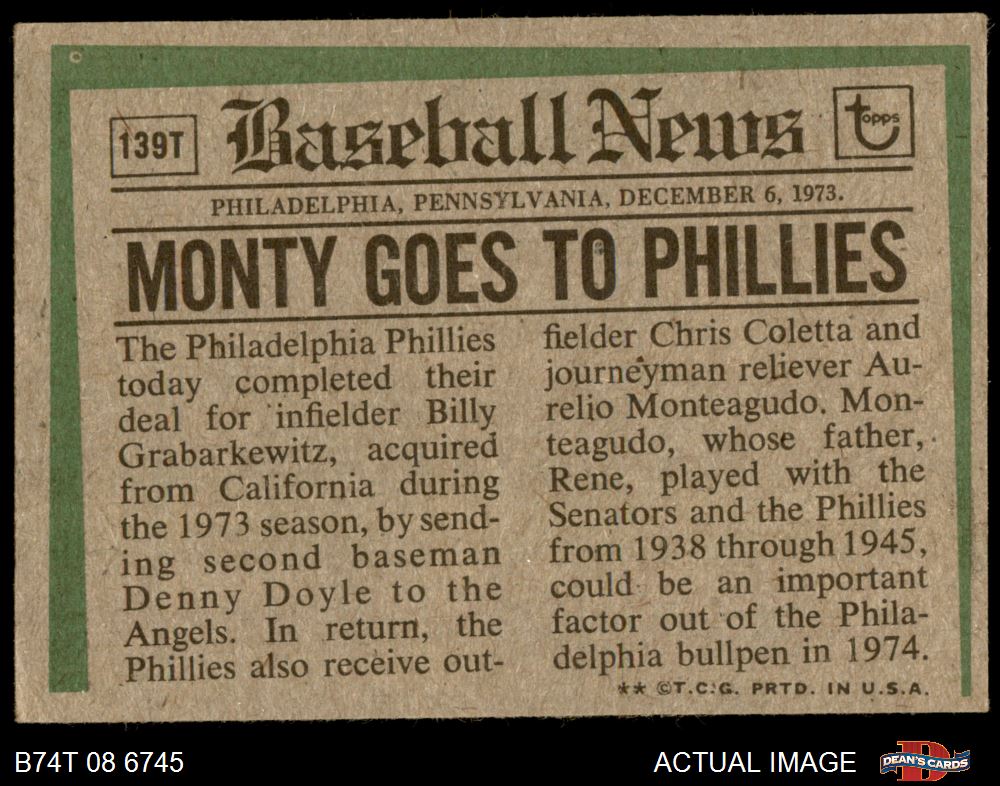 139T
Baseball News
topps
PHILADELPHIA, PENNSYLVANIA, DECEMBER 6, 1973.
MONTY GOES TO PHILLIES
The Philadelphia Phillies
today completed their
deal for infielder Billy
Grabarkewitz, acquired
from California during
the 1973 season, by send-
ing second baseman
Denny Doyle to the
Angels. In return, the
Phillies also receive out-
fielder Chris Coletta and
journeyman reliever Au-
relio Monteagudo. Mon-
teagudo, whose father,
Rene, played with the
Senators and the Phillies
from 1938 through 1945,
could be an important
factor out of the Phila-
delphia bullpen in 1974.
** ©T.C.G. PRTD. IN U.S.A.
B74T 08 6745
ACTUAL IMAGE
DEAN'S CARDS